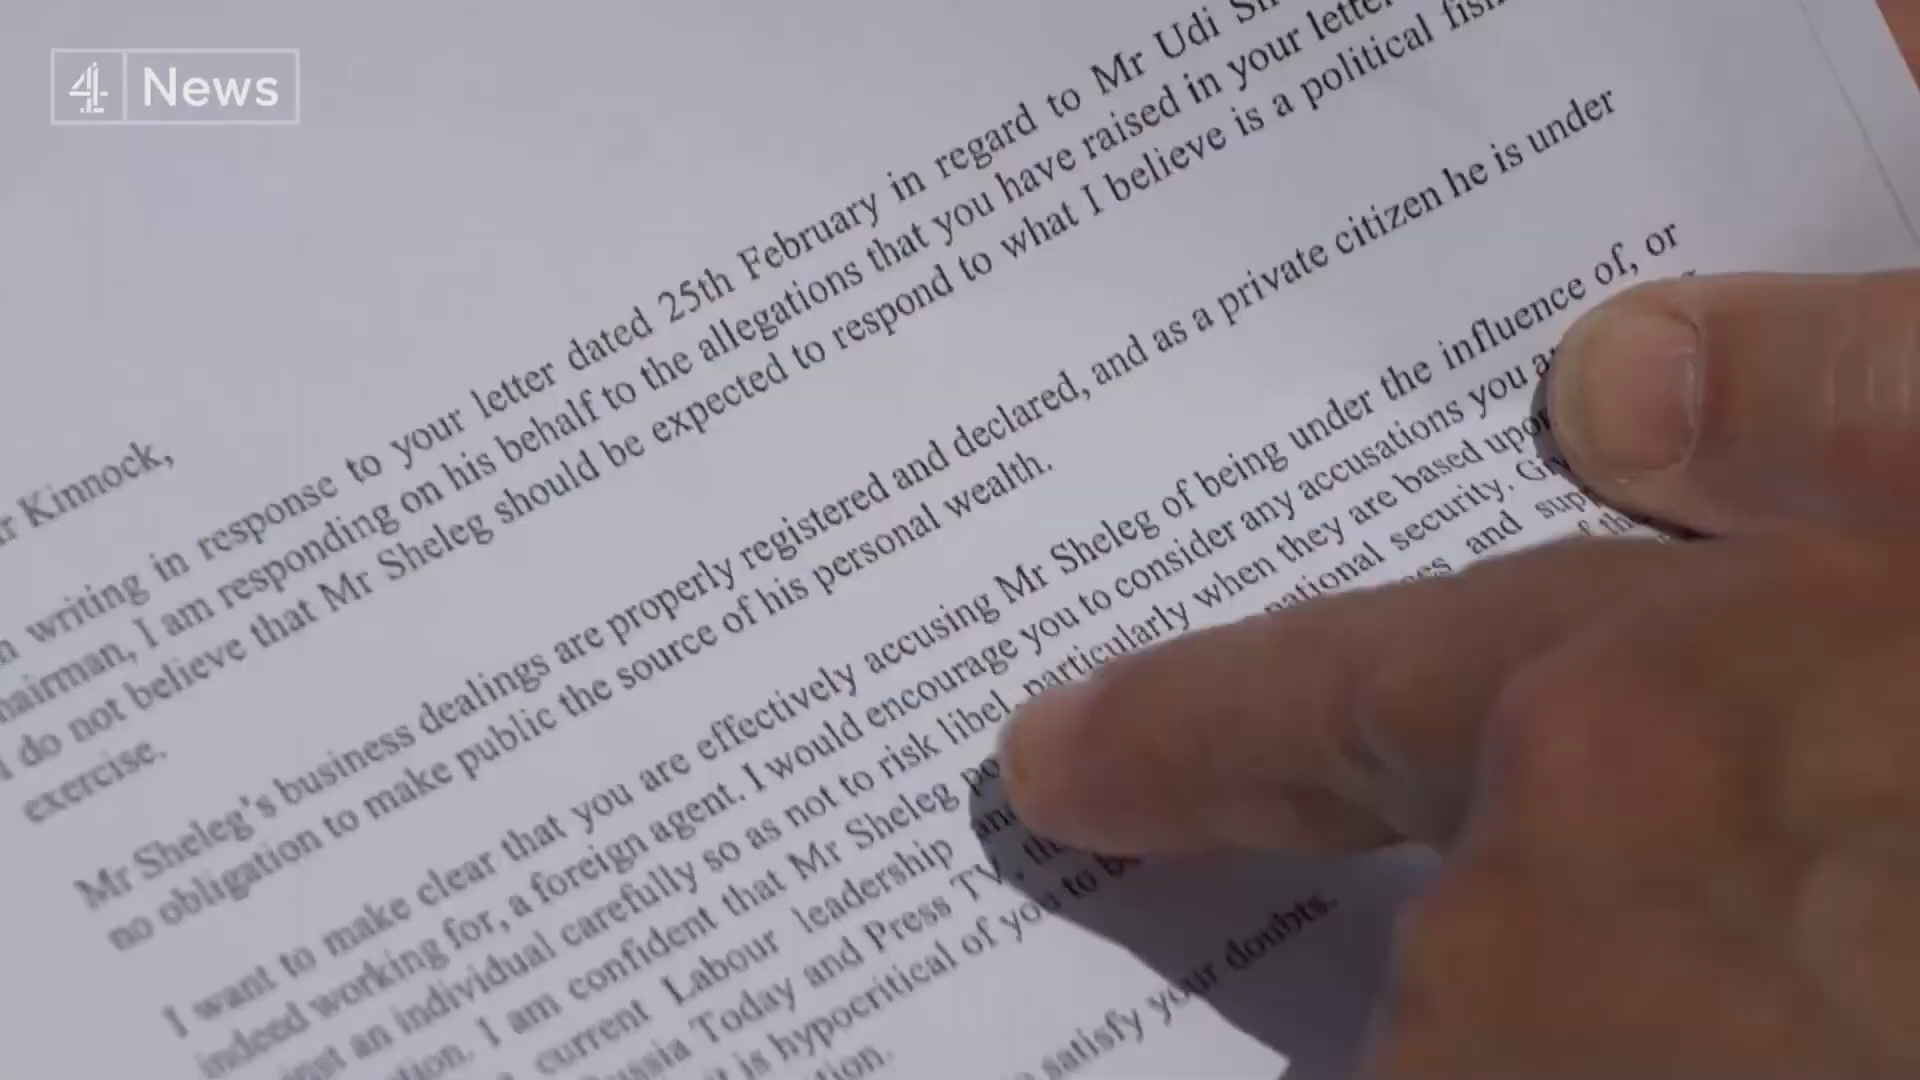 4 News
Kinnock,
writing in response to your letter dated 25th February in regard to Mr Udi
I am responding on his behalf to the allegations that you have raised in your letter
I do not believe that Mr Sheleg should be expected to respond to what I believe is a political
exercise.
Mr Sheleg's business dealings are properly registered and declared, and as a private citizen he is under
no obligation to make public the source of his personal wealth.
I want to make clear that you are effectively accusing Mr Sheleg of being under the influence of, or
indeed working for, a foreign agent. I would encourage you to consider any accusations you
an individual carefully so as not to risk libel, particularly when they are based upon
I am confident that Mr Sheleg national security.
current Labour leadership and
Today and Press TV,
is hypocritical of you to
satisfy your doubts.